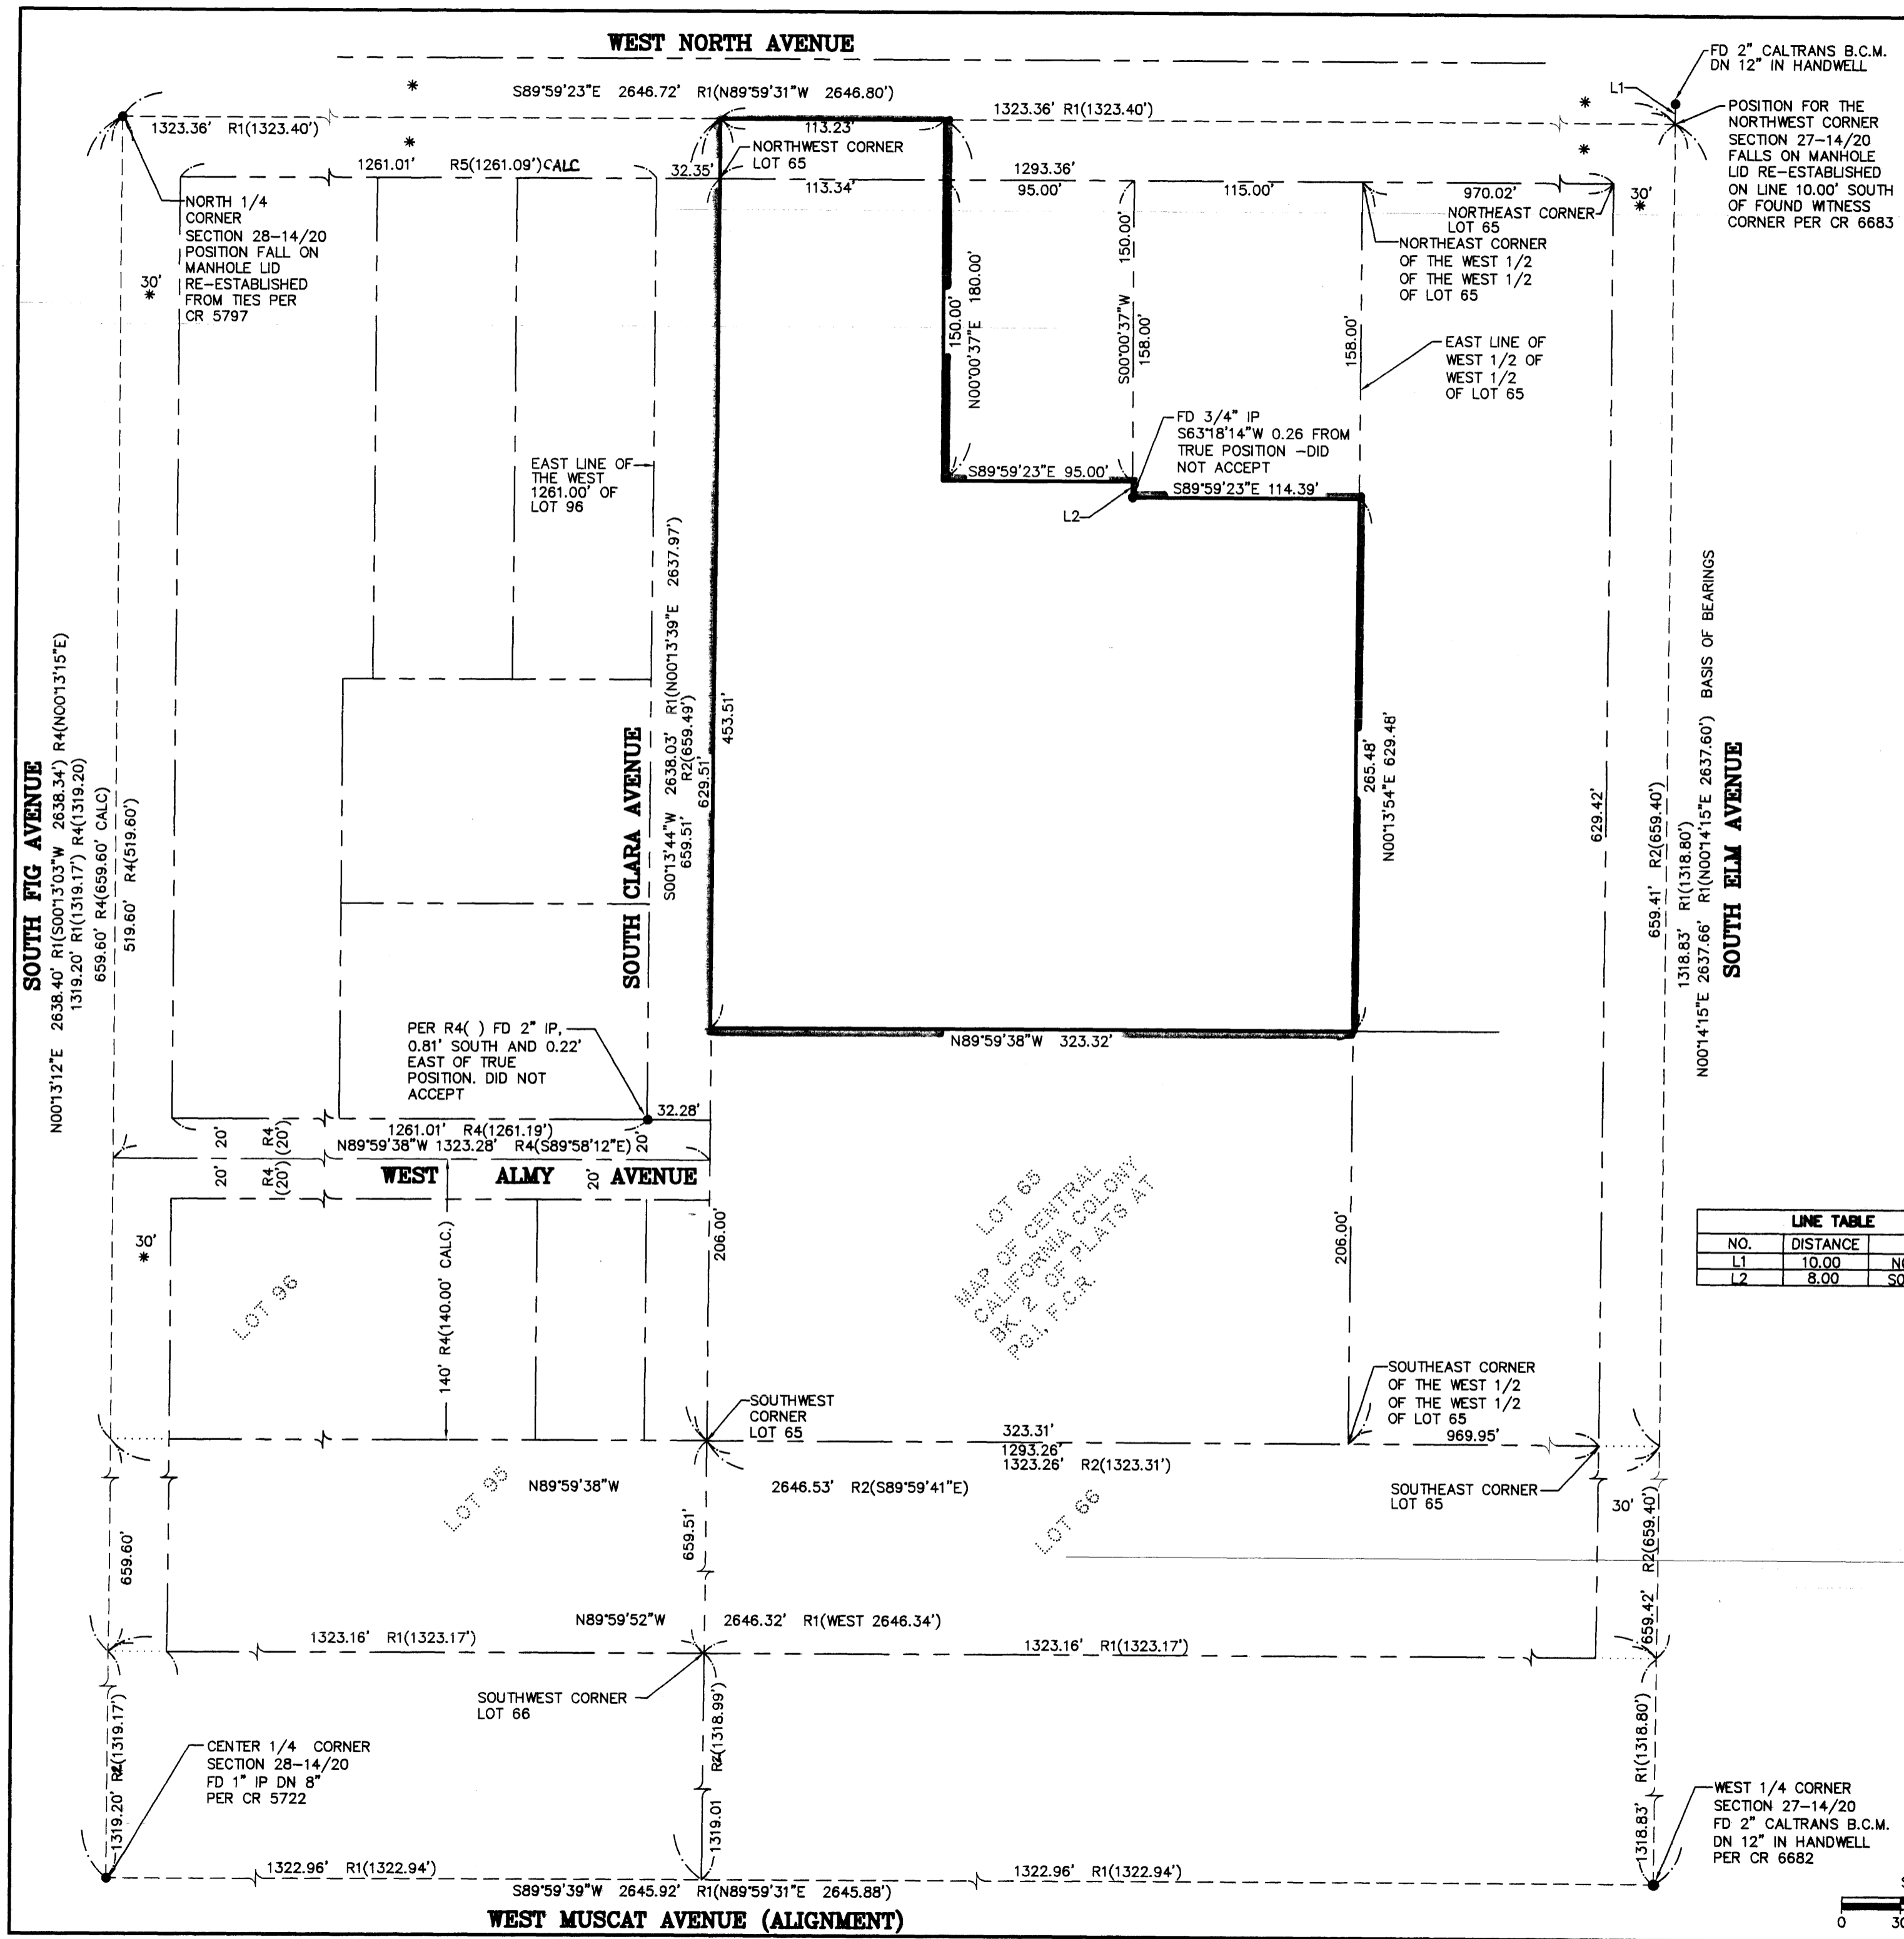 WEST NORTH AVENUE
FD 2" CALTRANS B.C.M.
DN 12" IN HANDWELL
L1
S89°59'23"E 2646.72' R1(N89°59'31"W 2646.80')
1323.36' R1(1323.40')
1323.36' R1(1323.40')
113.23'
POSITION FOR THE
NORTHWEST CORNER
SECTION 27-14/20
FALLS ON MANHOLE
LID RE-ESTABLISHED
ON LINE 10.00' SOUTH
OF FOUND WITNESS
CORNER PER CR 6683
NORTHWEST CORNER
LOT 65
1261.01' R5(1261.09')CALC
32.35'
113.34'
1293.36'
95.00'
115.00'
970.02'
30'
NORTHEAST CORNER
LOT 65
NORTHEAST CORNER
OF THE WEST 1/2
OF THE WEST 1/2
OF LOT 65
NORTH 1/4
CORNER
SECTION 28-14/20
POSITION FALL ON
MANHOLE LID
RE-ESTABLISHED
FROM TIES PER
CR 5797
30'
150.00'
N00°00'37"E 180.00'
S00°00'37"W 150.00'
158.00'
158.00'
EAST LINE OF
WEST 1/2 OF
WEST 1/2
OF LOT 65
FD 3/4" IP
S63°18'14"W 0.26 FROM
TRUE POSITION -DID
NOT ACCEPT
S89°59'23"E 95.00'
S89°59'23"E 114.39'
L2
EAST LINE OF
THE WEST
1261.00' OF
LOT 96
SOUTH FIG AVENUE
N00°13'12"E 2638.40' R1(S00°13'03"W 2638.34') R4(N00°13'15"E)
1319.20' R1(1319.17') R4(1319.20)
659.60' R4(659.60' CALC)
519.60' R4(519.60')
SOUTH CLARA AVENUE
S00°13'44"W 2638.03' R1(N00°13'39"E 2637.97')
659.51' R2(659.49')
629.51'
453.51'
265.48'
N00°13'54"E 629.48'
629.42'
659.41' R2(659.40')
1318.83' R1(1318.80')
N00°14'15"E 2637.66' R1(N00°14'15"E 2637.60') BASIS OF BEARINGS
SOUTH ELM AVENUE
N89°59'38"W 323.32'
PER R4( ) FD 2" IP,
0.81' SOUTH AND 0.22'
EAST OF TRUE
POSITION. DID NOT
ACCEPT
32.28'
1261.01' R4(1261.19')
N89°59'38"W 1323.28' R4(S89°58'12"E)
20'
20' 20'
R4 R4
(20') (20')
20'
WEST ALMY AVENUE
20'
30'
140' R4(140.00' CALC.)
206.00'
206.00'
LOT 65
MAP OF CENTRAL
CALIFORNIA COLONY
BK. 2 OF PLATS AT
PG.1, F.C.R.
LINE TABLE
NO. DISTANCE
L1 10.00
L2 8.00
LOT 96
SOUTHWEST
CORNER
LOT 65
SOUTHEAST CORNER
OF THE WEST 1/2
OF THE WEST 1/2
OF LOT 65
323.31'
969.95'
1293.26'
1323.26' R2(1323.31')
N89°59'38"W 2646.53' R2(S89°59'41"E)
LOT 95
LOT 66
SOUTHEAST CORNER
LOT 65
30'
659.60'
659.51'
659.42' R2(659.40')
N89°59'52"W 2646.32' R1(WEST 2646.34')
1323.16' R1(1323.17')
1323.16' R1(1323.17')
SOUTHWEST CORNER
LOT 66
CENTER 1/4 CORNER
SECTION 28-14/20
FD 1" IP DN 8"
PER CR 5722
1319.20' R2(1319.17')
1319.01 R2(1318.99')
1318.83' R1(1318.80')
WEST 1/4 CORNER
SECTION 27-14/20
FD 2" CALTRANS B.C.M.
DN 12" IN HANDWELL
PER CR 6682
1322.96' R1(1322.94')
1322.96' R1(1322.94')
S89°59'39"W 2645.92' R1(N89°59'31"E 2645.88')
WEST MUSCAT AVENUE (ALIGNMENT)
0